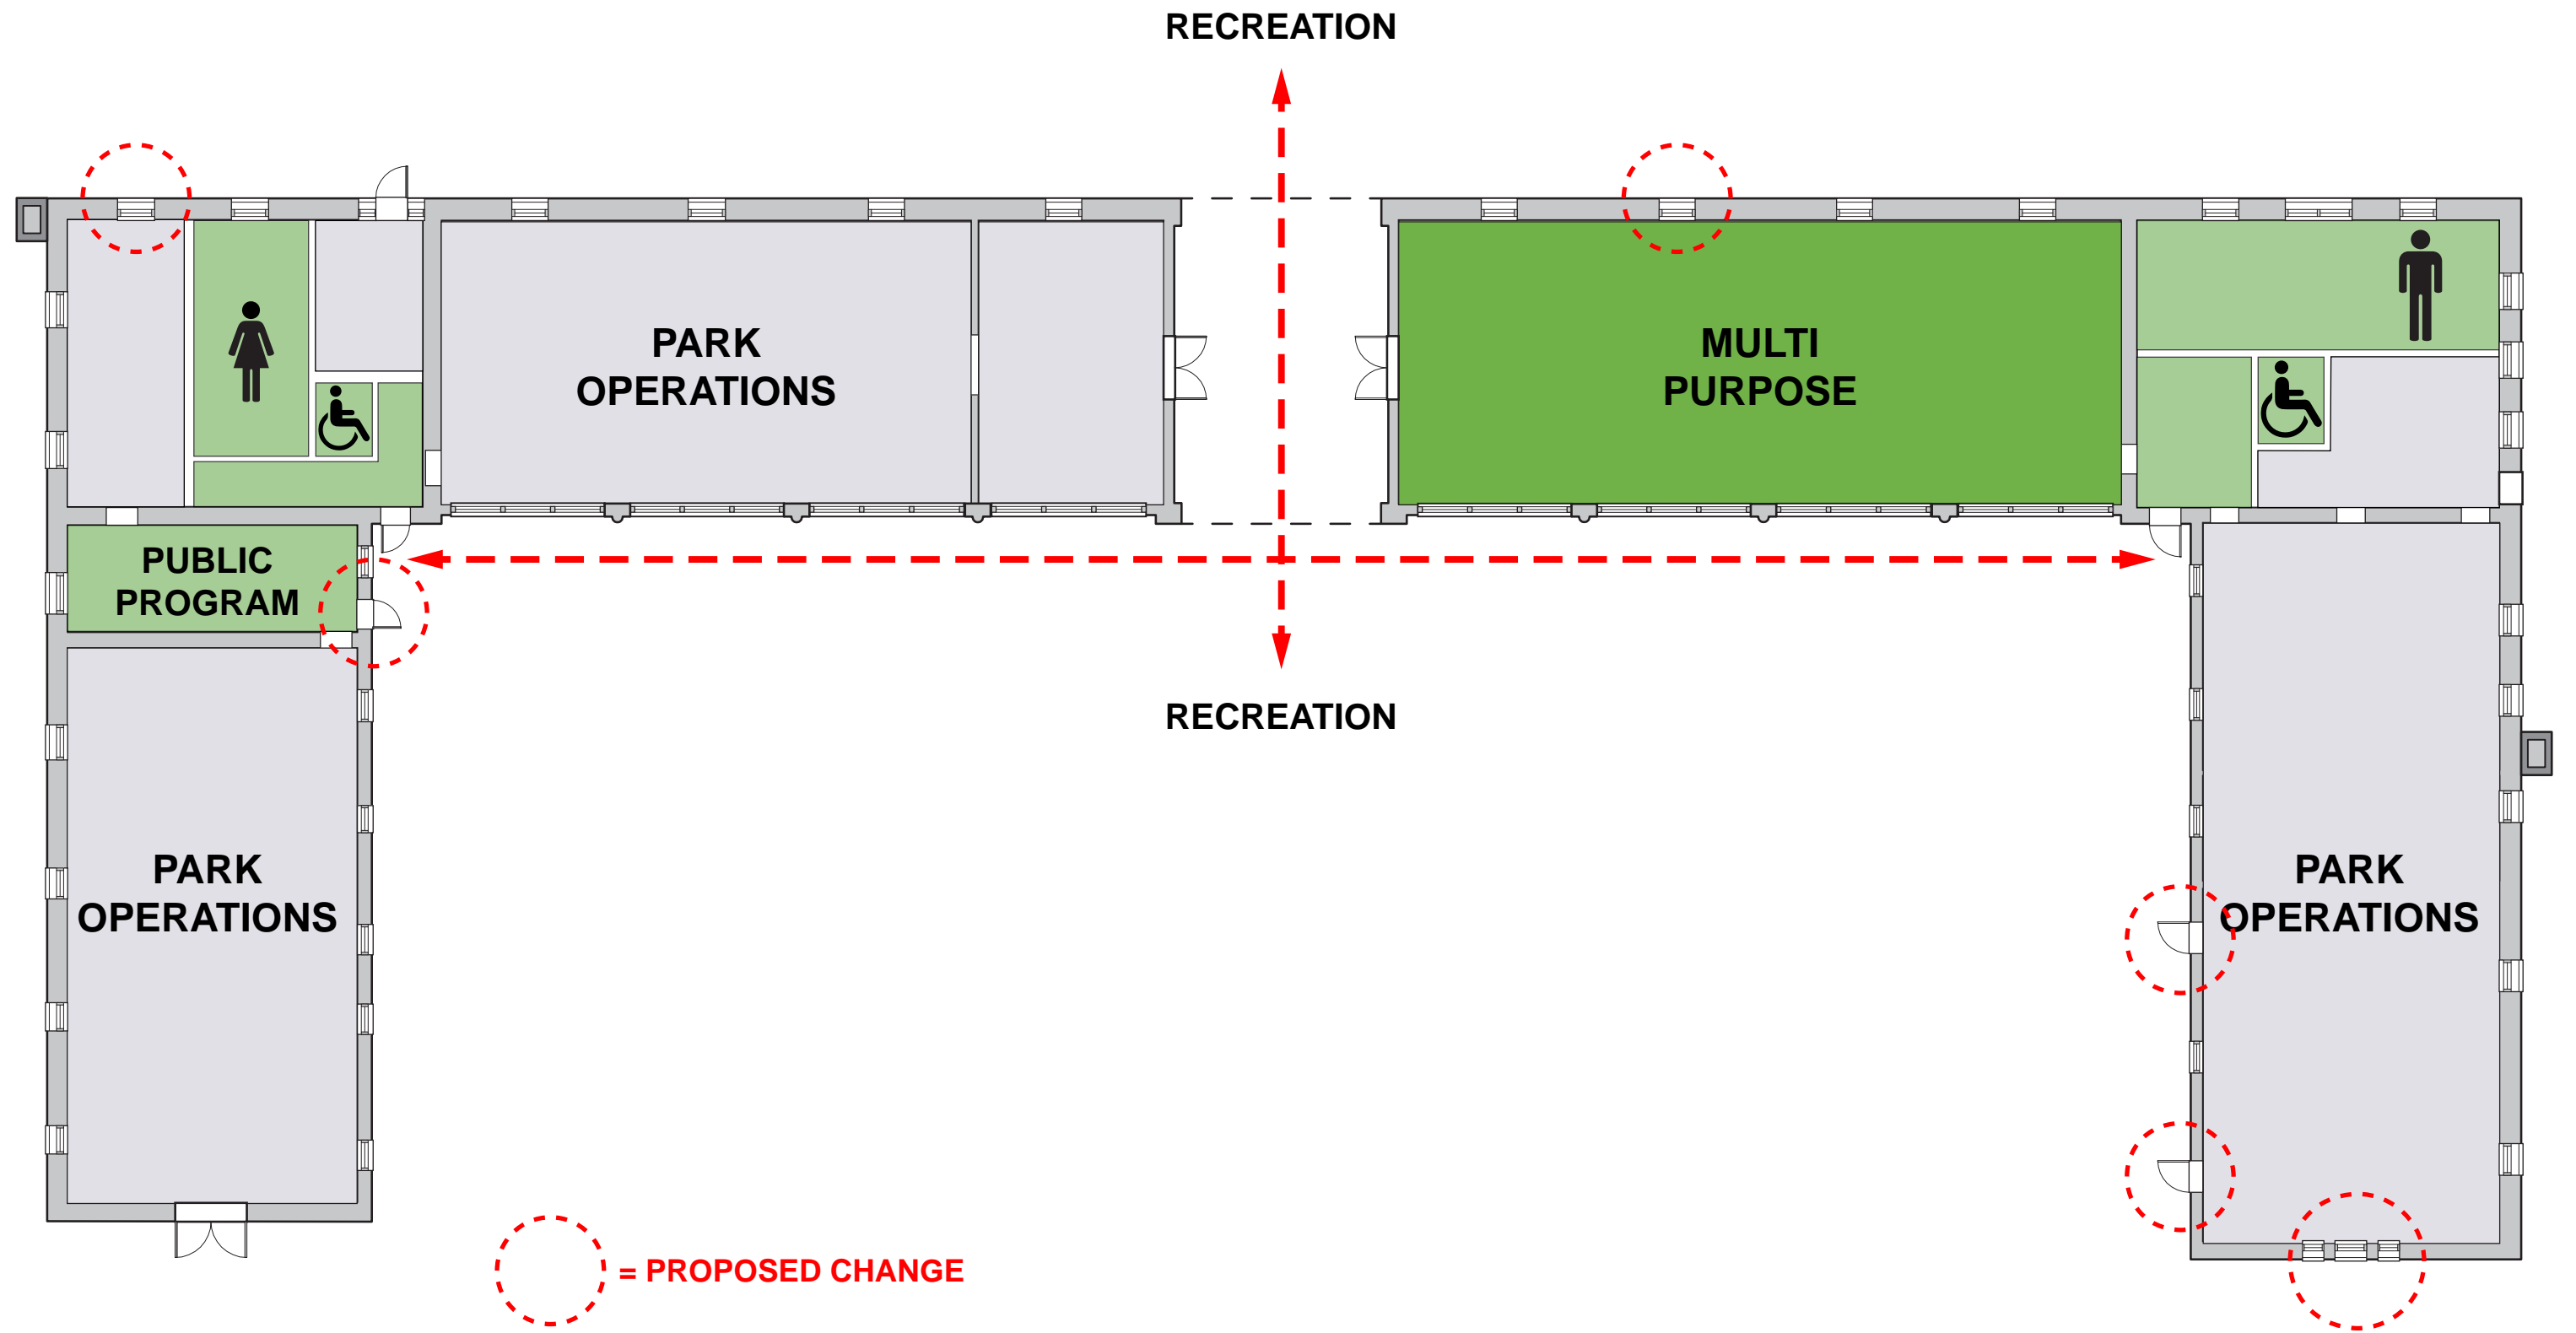 RECREATION
PARK
OPERATIONS
MULTI
PURPOSE
PUBLIC
PROGRAM
RECREATION
PARK
OPERATIONS
PARK
OPERATIONS
= PROPOSED CHANGE